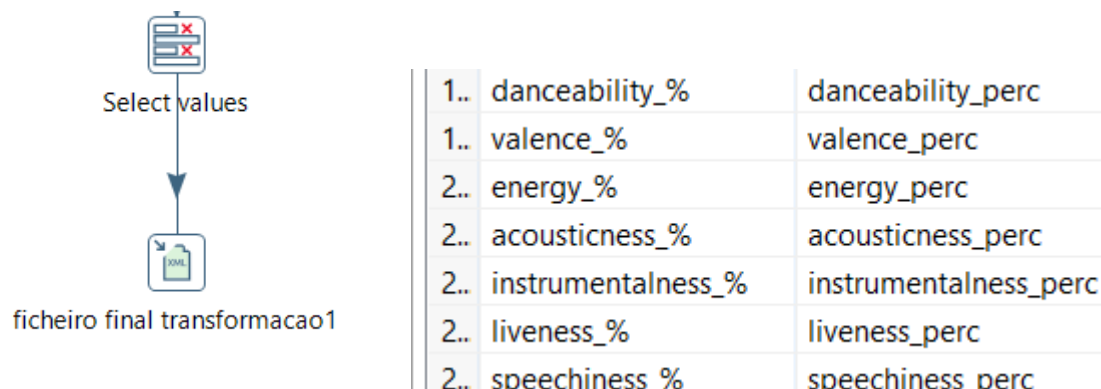 Select values
XML
ficheiro final transformacao1
1.. danceability_% danceability_perc
1.. valence_% valence_perc
2.. energy_% energy_perc
2.. acousticness_% acousticness_perc
2.. instrumentalness_% instrumentalness_perc
2.. liveness_% liveness_perc
2.. speechiness_% speechiness_perc